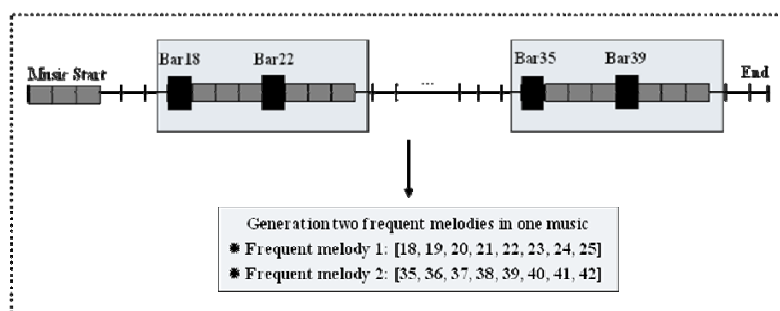 Bar18 Bar22 Bar35 Bar39
Music Start End
...
Generation two frequent melodies in one music
✹ Frequent melody 1: [18, 19, 20, 21, 22, 23, 24, 25]
✹ Frequent melody 2: [35, 36, 37, 38, 39, 40, 41, 42]